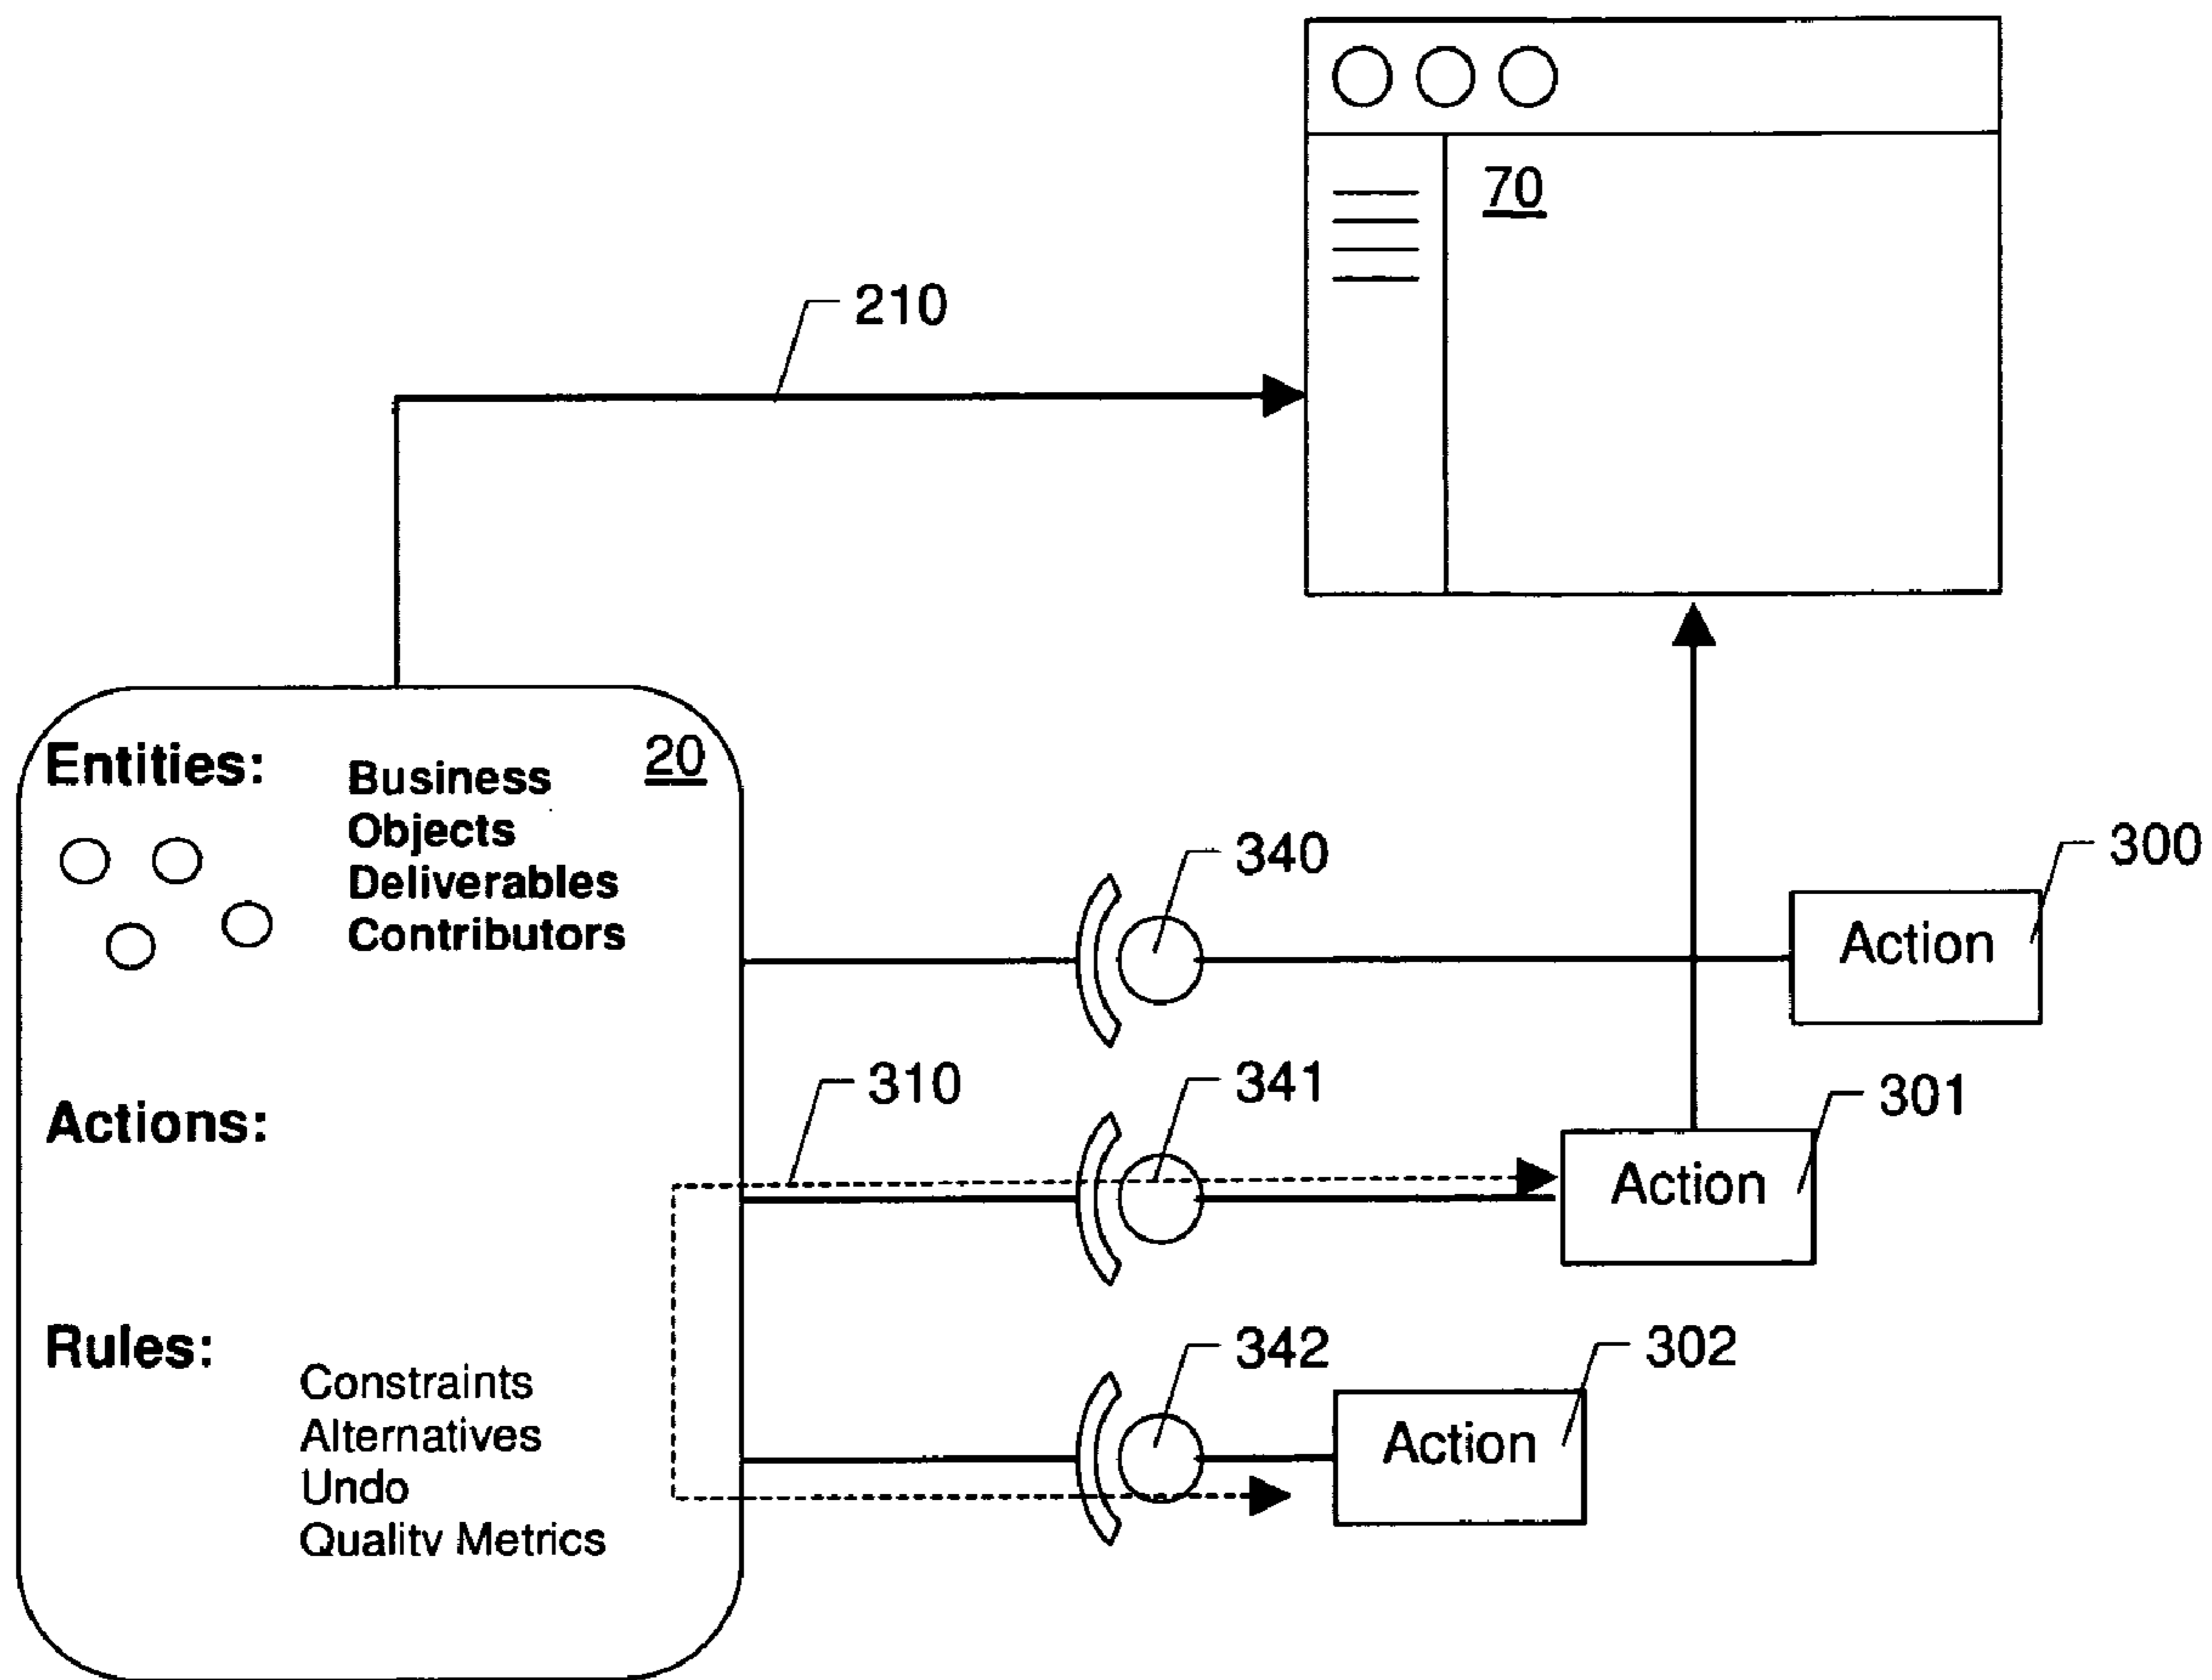 70
210
Entities:
20
Business
Objects
Deliverables
Contributors
340
300
Action
Actions:
310
341
301
Action
Rules:
342
302
Constraints
Alternatives
Undo
Quality Metrics
Action